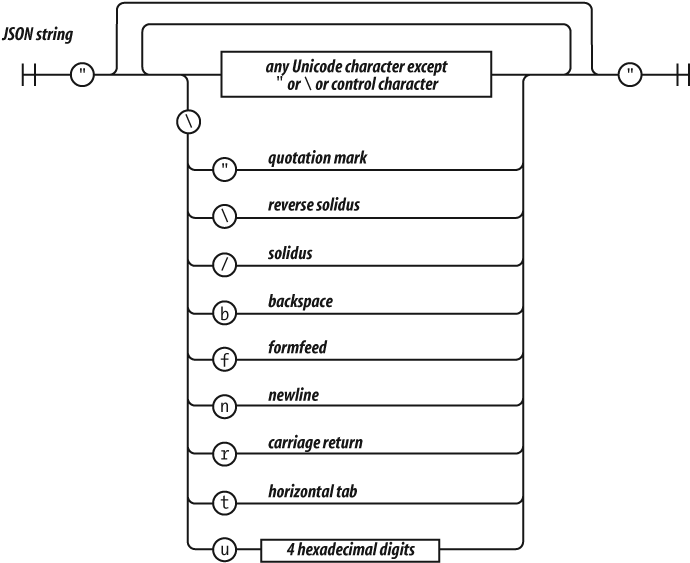 JSON string
"
any Unicode character except
" or \ or control character
"
\
" quotation mark
\ reverse solidus
/ solidus
b backspace
f formfeed
n newline
r carriage return
t horizontal tab
u 4 hexadecimal digits